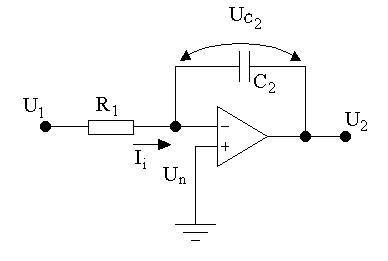 Uc₂
C₂
U₁
R₁
−
+
Iᵢ
Uₙ
U₂